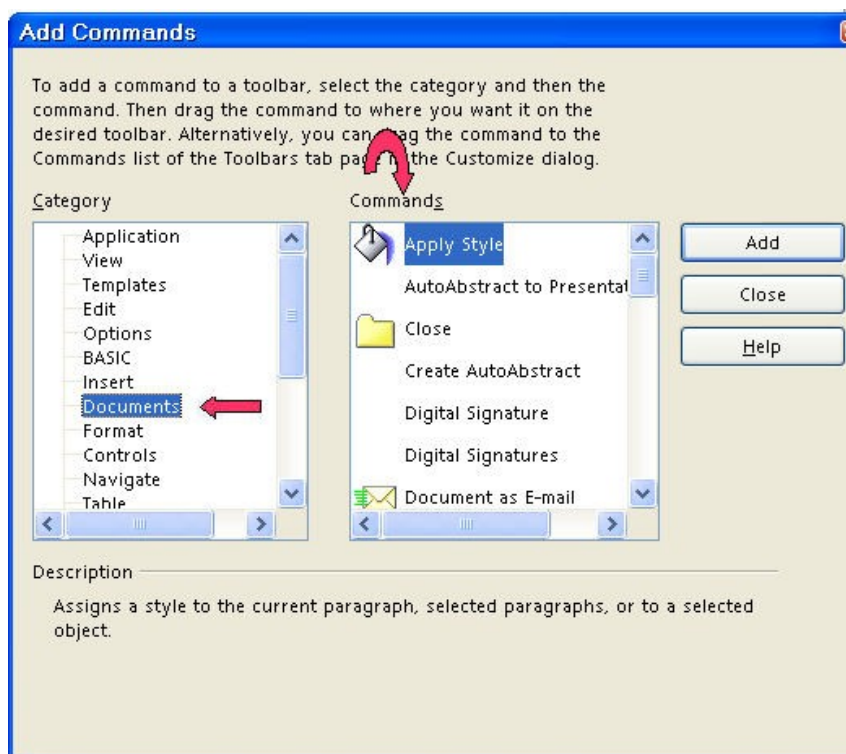 Add Commands
To add a command to a toolbar, select the category and then the
command. Then drag the command to where you want it on the
desired toolbar. Alternatively, you can drag the command to the
Commands list of the Toolbars tab page in the Customize dialog.
Category
Application
View
Templates
Edit
Options
BASIC
Insert
Documents
Format
Controls
Navigate
Table
Commands
Apply Style
AutoAbstract to Presentat
Close
Create AutoAbstract
Digital Signature
Digital Signatures
Document as E-mail
Add
Close
Help
Description
Assigns a style to the current paragraph, selected paragraphs, or to a selected
object.